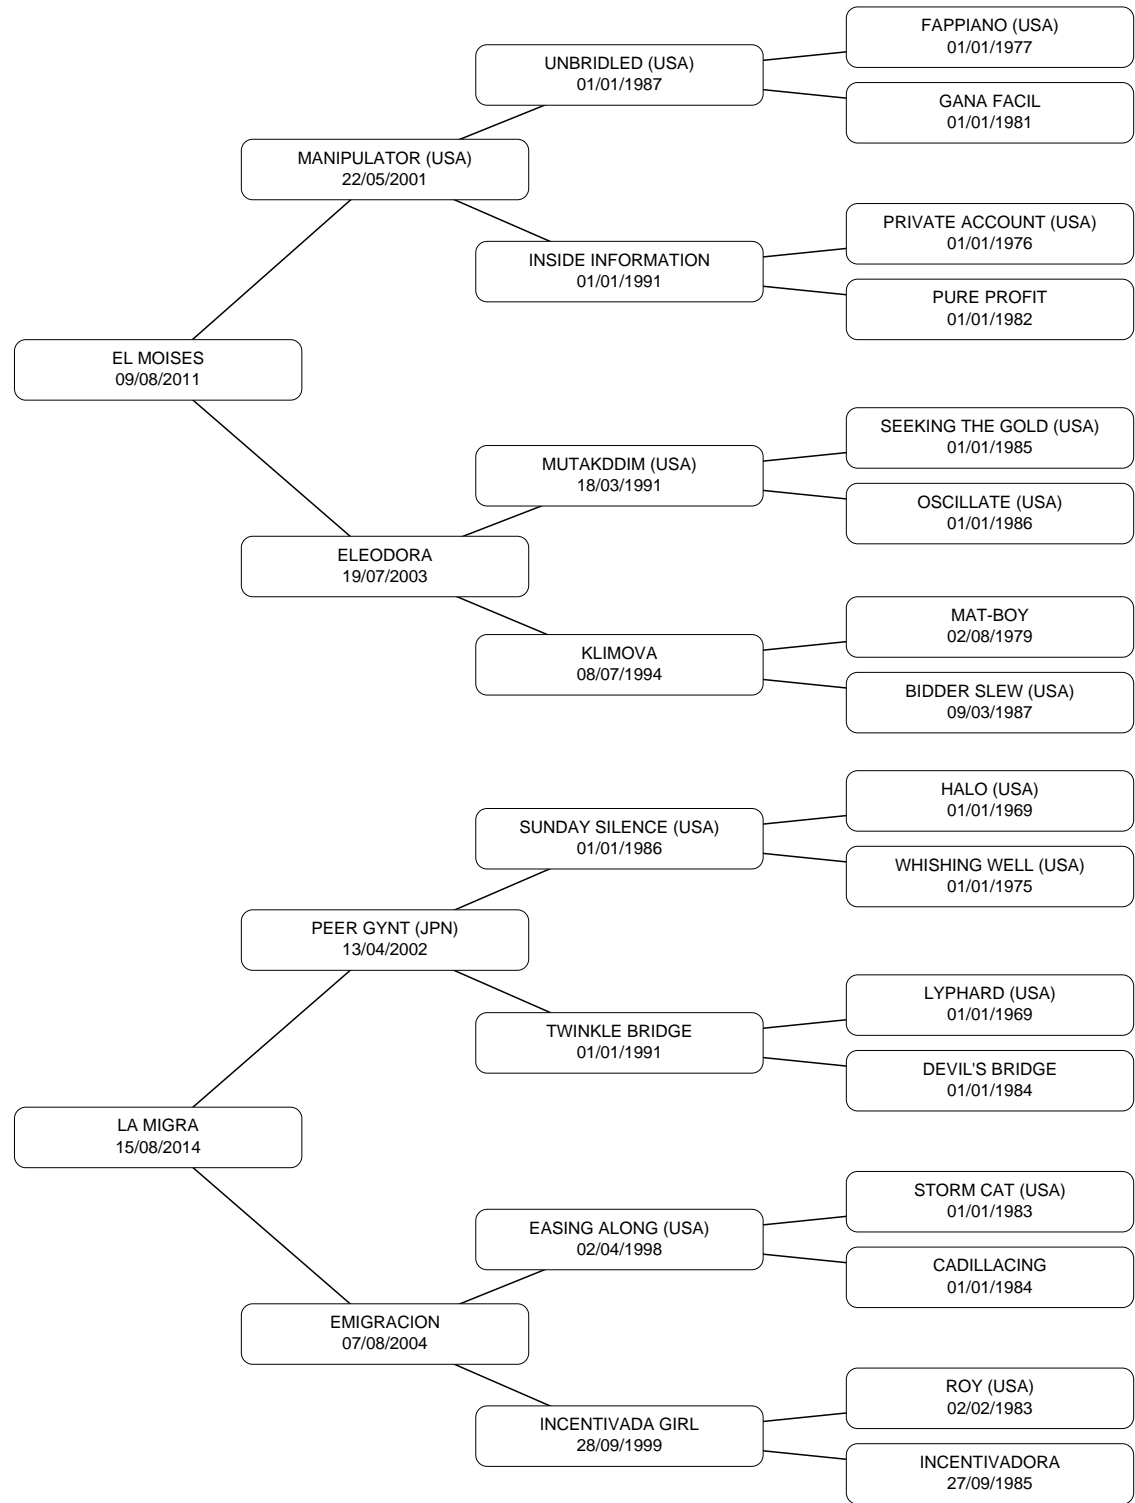 FAPPIANO (USA)
01/01/1977
UNBRIDLED (USA)
01/01/1987
GANA FACIL
01/01/1981
MANIPULATOR (USA)
22/05/2001
PRIVATE ACCOUNT (USA)
01/01/1976
INSIDE INFORMATION
01/01/1991
PURE PROFIT
01/01/1982
EL MOISES
09/08/2011
SEEKING THE GOLD (USA)
01/01/1985
MUTAKDDIM (USA)
18/03/1991
OSCILLATE (USA)
01/01/1986
ELEODORA
19/07/2003
MAT-BOY
02/08/1979
KLIMOVA
08/07/1994
BIDDER SLEW (USA)
09/03/1987
HALO (USA)
01/01/1969
SUNDAY SILENCE (USA)
01/01/1986
WHISHING WELL (USA)
01/01/1975
PEER GYNT (JPN)
13/04/2002
LYPHARD (USA)
01/01/1969
TWINKLE BRIDGE
01/01/1991
DEVIL'S BRIDGE
01/01/1984
LA MIGRA
15/08/2014
STORM CAT (USA)
01/01/1983
EASING ALONG (USA)
02/04/1998
CADILLACING
01/01/1984
EMIGRACION
07/08/2004
ROY (USA)
02/02/1983
INCENTIVADA GIRL
28/09/1999
INCENTIVADORA
27/09/1985